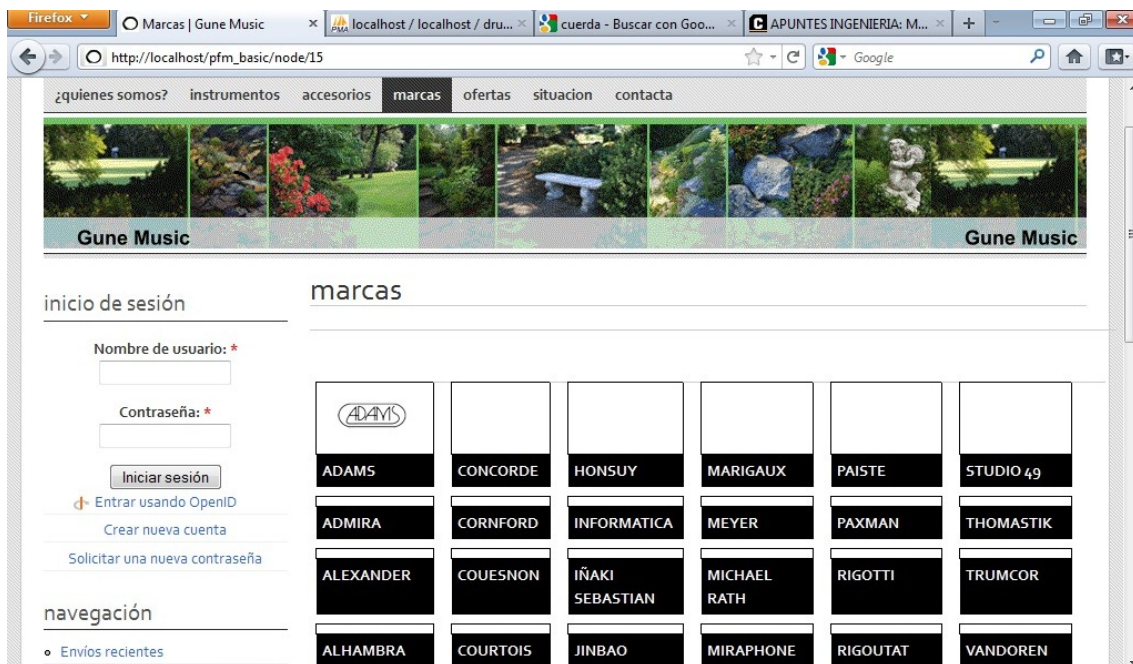 Firefox
Marcas | Gune Music
localhost / localhost / dru...
cuerda - Buscar con Goo...
APUNTES INGENIERIA: M...
http://localhost/pfm_basic/node/15
Google
¿quienes somos? instrumentos accesorios marcas ofertas situacion contacta
Gune Music Gune Music
inicio de sesión
Nombre de usuario: *
Contraseña: *
Iniciar sesión
Entrar usando OpenID
Crear nueva cuenta
Solicitar una nueva contraseña
navegación
Envíos recientes
marcas
ADAMS
ADAMS CONCORDE HONSUY MARIGAUX PAISTE STUDIO 49
ADMIRA CORNFORD INFORMATICA MEYER PAXMAN THOMASTIK
ALEXANDER COUESNON IÑAKI MICHAEL RIGOTTI TRUMCOR
SEBASTIAN RATH
ALHAMBRA COURTOIS JINBAO MIRAPHONE RIGOUTAT VANDOREN